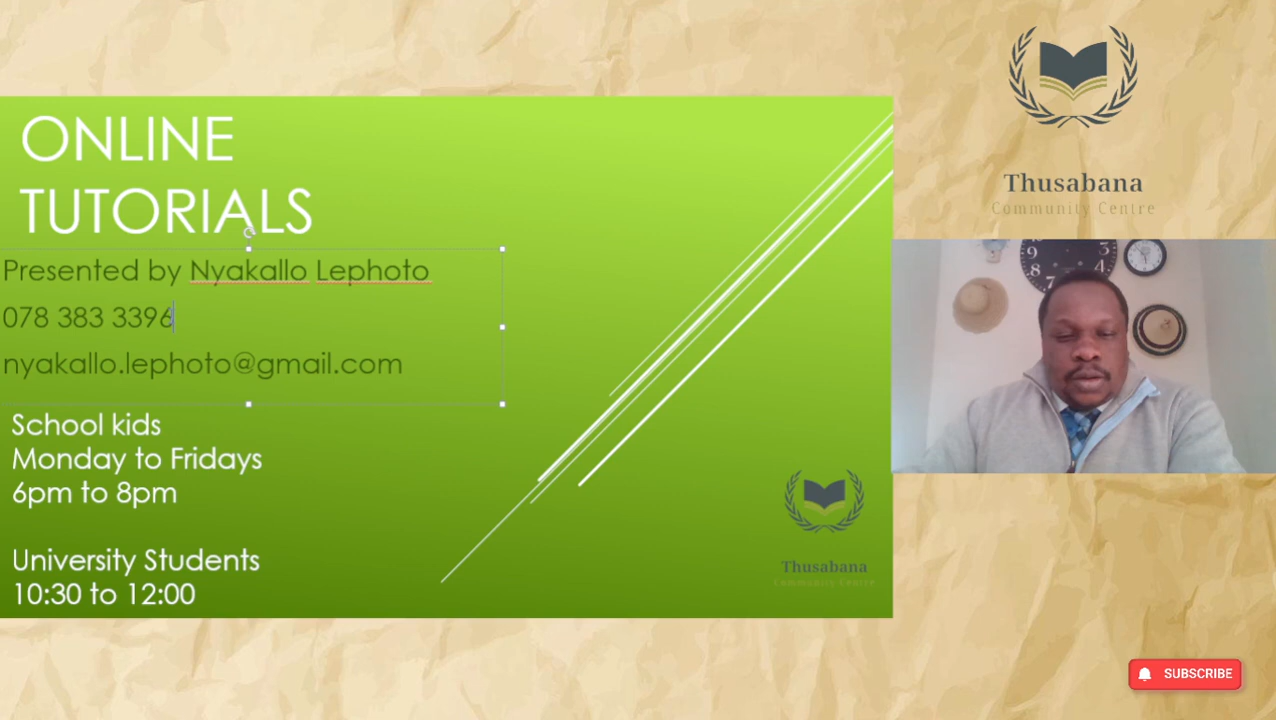 ONLINE
TUTORIALS
Presented by Nyakallo Lephoto
078 383 3396
nyakallo.lephoto@gmail.com
School kids
Monday to Fridays
6pm to 8pm
University Students
10:30 to 12:00
Thusabana
Community Centre
Thusabana
Community Centre
SUBSCRIBE